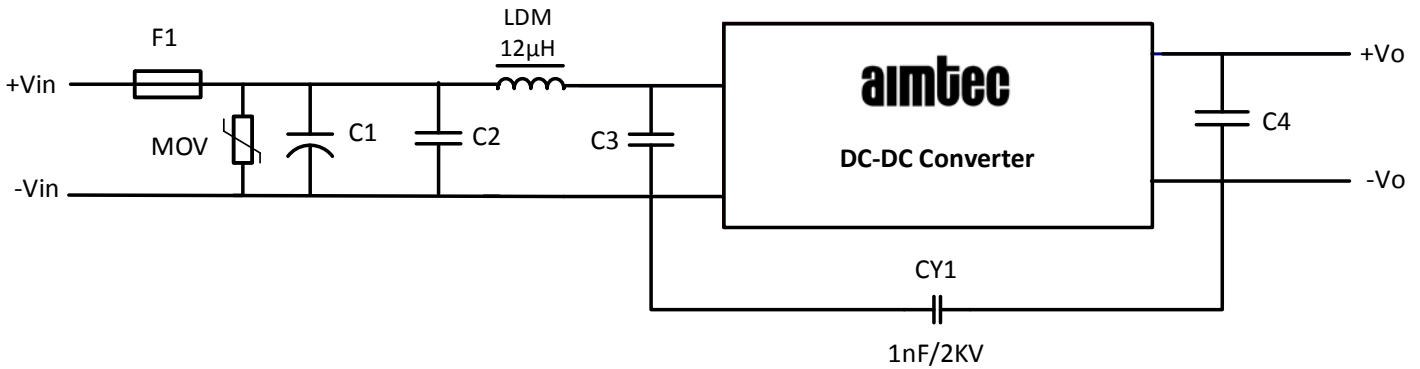 LDM
12µH
F1
+Vin
MOV
C1
C2
C3
-Vin
aimtec
DC-DC Converter
+Vo
C4
-Vo
CY1
1nF/2KV